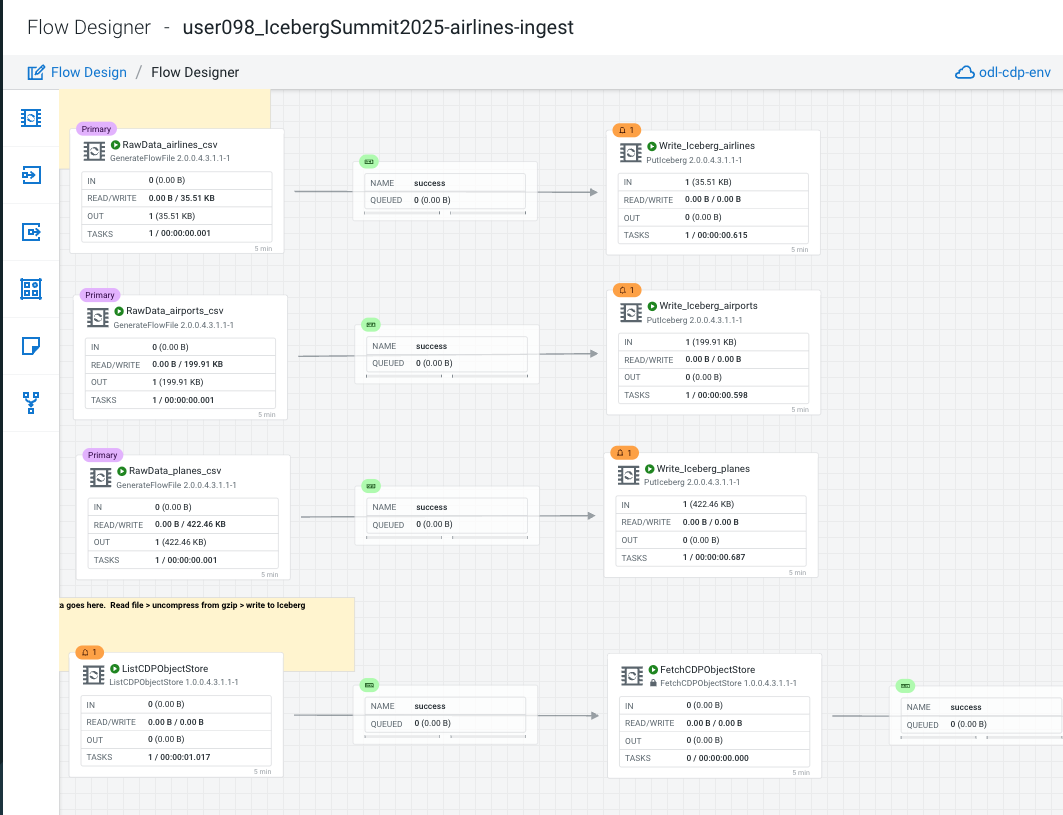 Flow Designer - user098_IcebergSummit2025-airlines-ingest
Flow Design / Flow Designer
odl-cdp-env
Primary
RawData_airlines_csv
GenerateFlowFile 2.0.0.4.3.1.1-1
IN 0 (0.00 B)
READ/WRITE 0.00 B / 35.51 KB
OUT 1 (35.51 KB)
TASKS 1 / 00:00:00.001
5 min
NAME success
QUEUED 0 (0.00 B)
1
Write_Iceberg_airlines
PutIceberg 2.0.0.4.3.1.1-1
IN 1 (35.51 KB)
READ/WRITE 0.00 B / 0.00 B
OUT 0 (0.00 B)
TASKS 1 / 00:00:00.615
5 min
Primary
RawData_airports_csv
GenerateFlowFile 2.0.0.4.3.1.1-1
IN 0 (0.00 B)
READ/WRITE 0.00 B / 199.91 KB
OUT 1 (199.91 KB)
TASKS 1 / 00:00:00.001
5 min
NAME success
QUEUED 0 (0.00 B)
1
Write_Iceberg_airports
PutIceberg 2.0.0.4.3.1.1-1
IN 1 (199.91 KB)
READ/WRITE 0.00 B / 0.00 B
OUT 0 (0.00 B)
TASKS 1 / 00:00:00.598
5 min
Primary
RawData_planes_csv
GenerateFlowFile 2.0.0.4.3.1.1-1
IN 0 (0.00 B)
READ/WRITE 0.00 B / 422.46 KB
OUT 1 (422.46 KB)
TASKS 1 / 00:00:00.001
5 min
NAME success
QUEUED 0 (0.00 B)
1
Write_Iceberg_planes
PutIceberg 2.0.0.4.3.1.1-1
IN 1 (422.46 KB)
READ/WRITE 0.00 B / 0.00 B
OUT 0 (0.00 B)
TASKS 1 / 00:00:00.687
5 min
a goes here. Read file > uncompress from gzip > write to Iceberg
1
ListCDPObjectStore
ListCDPObjectStore 1.0.0.4.3.1.1-1
IN 0 (0.00 B)
READ/WRITE 0.00 B / 0.00 B
OUT 0 (0.00 B)
TASKS 1 / 00:00:01.017
5 min
NAME success
QUEUED 0 (0.00 B)
FetchCDPObjectStore
FetchCDPObjectStore 1.0.0.4.3.1.1-1
IN 0 (0.00 B)
READ/WRITE 0.00 B / 0.00 B
OUT 0 (0.00 B)
TASKS 0 / 00:00:00.000
5 min
NAME success
QUEUED 0 (0.00 B)